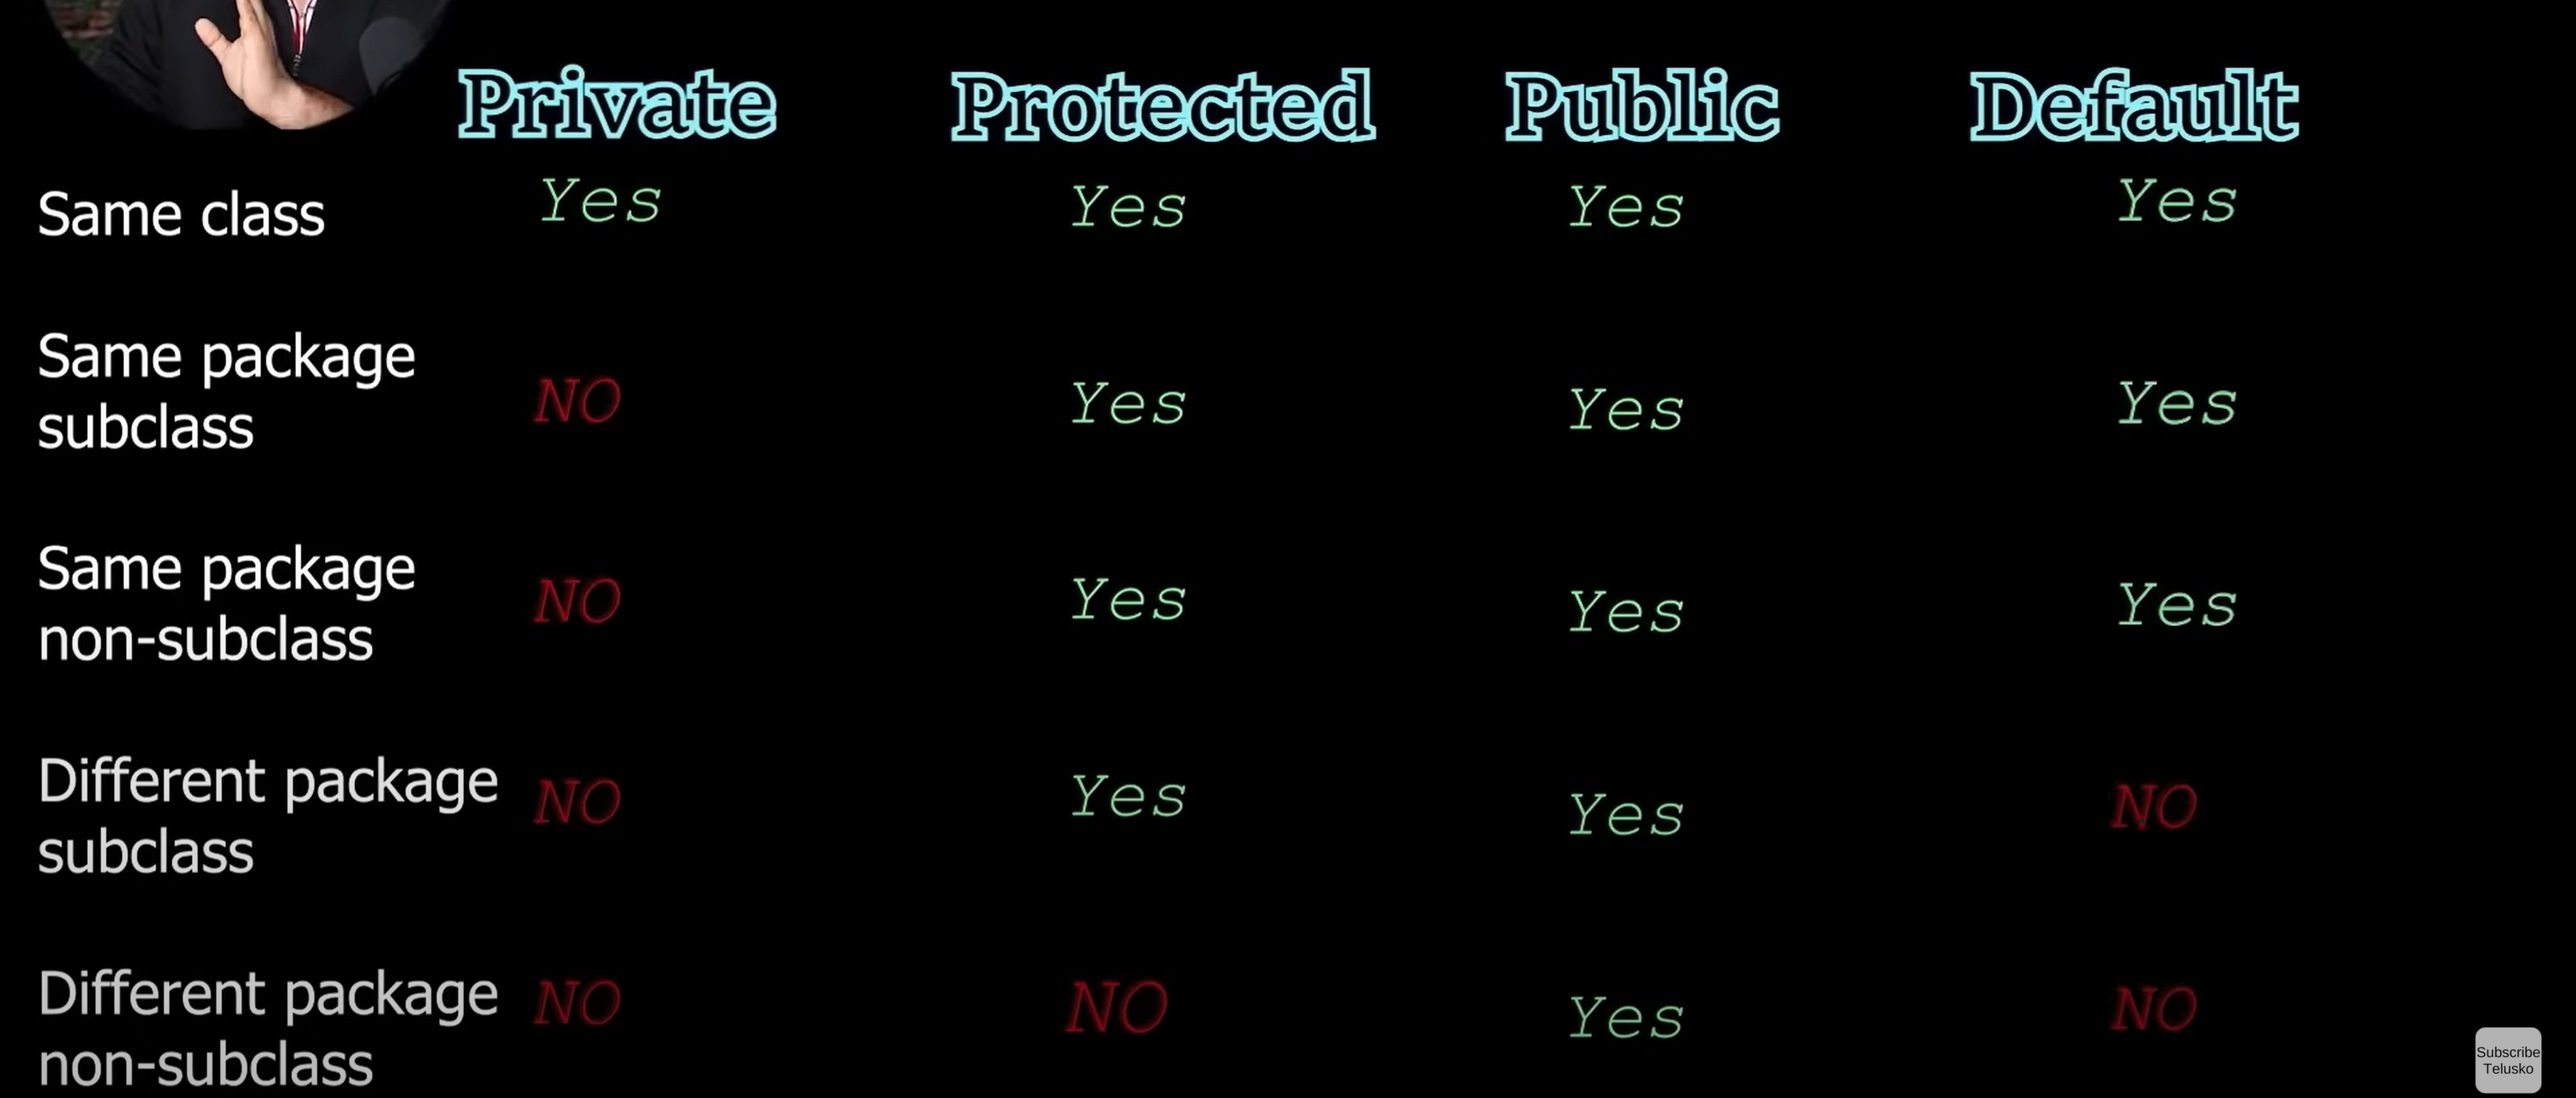 Private Protected Public Default
Same class Yes Yes Yes Yes
Same package
subclass NO Yes Yes Yes
Same package
non-subclass NO Yes Yes Yes
Different package
subclass NO Yes Yes NO
Different package
non-subclass NO NO Yes NO
Subscribe
Telusko